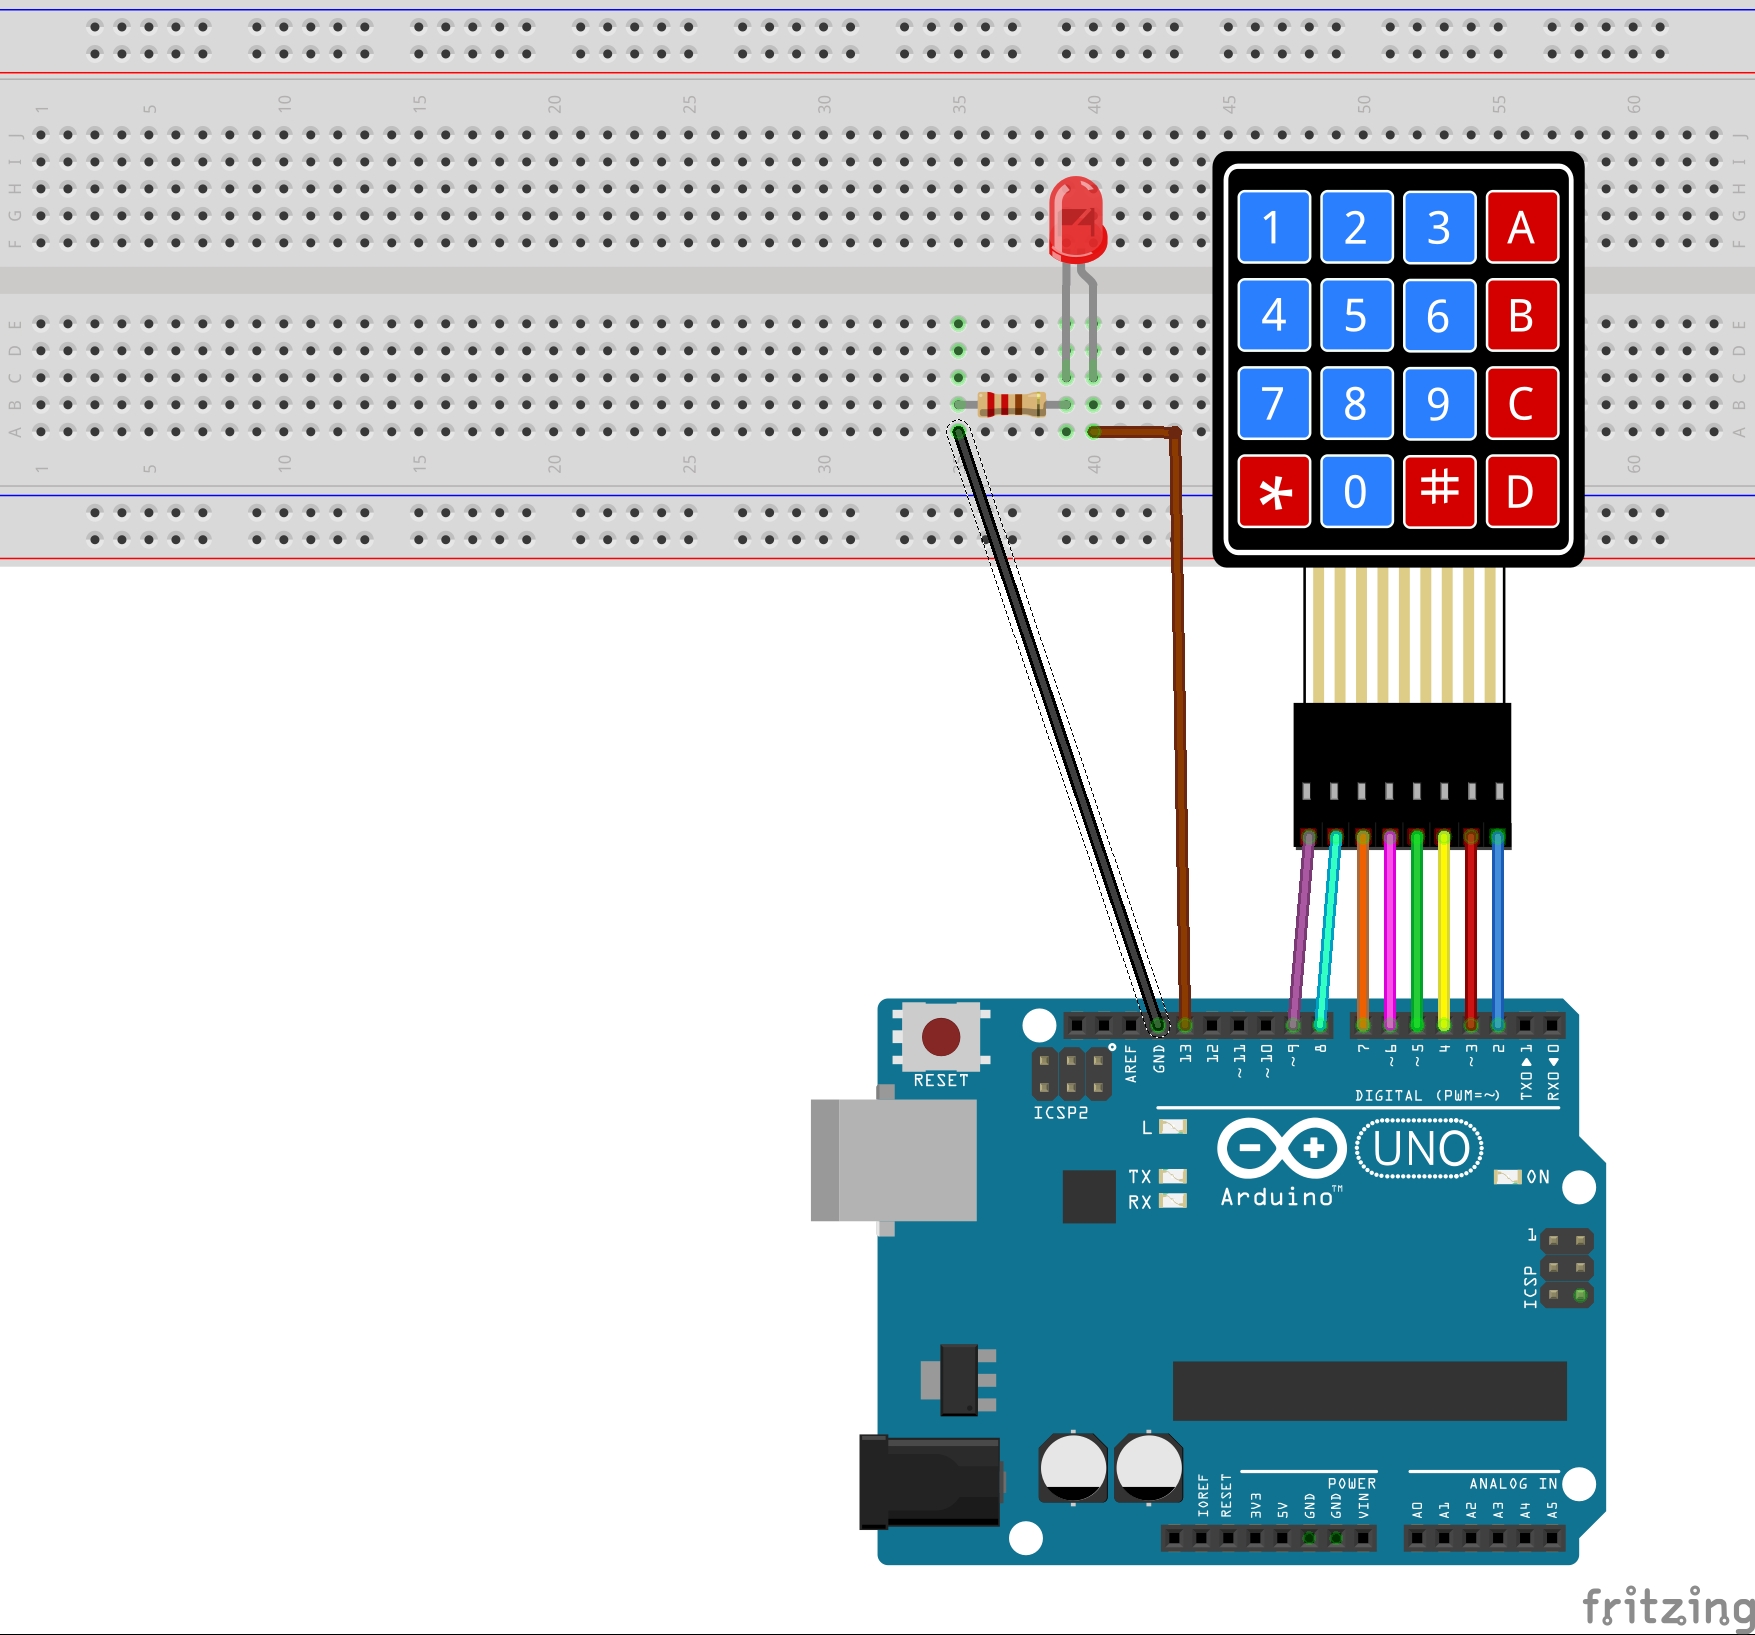 1 5 10 15 20 25 30 35 40 45 50 55 60
J J
I I
H H
G G
F F
E E
D D
C C
B B
A A
1 5 10 15 20 25 30 40 60
1 2 3 A
4 5 6 B
7 8 9 C
* 0 # D
AREF GND 13 12 ~11 ~10 ~9 8 7 ~6 ~5 4 ~3 2 TX0▶1 RX0◀0
RESET
ICSP2
DIGITAL (PWM=~)
L
TX
RX
UNO
Arduino™
ON
1
ICSP
POWER
ANALOG IN
IOREF RESET 3V3 5V GND GND VIN A0 A1 A2 A3 A4 A5
fritzing